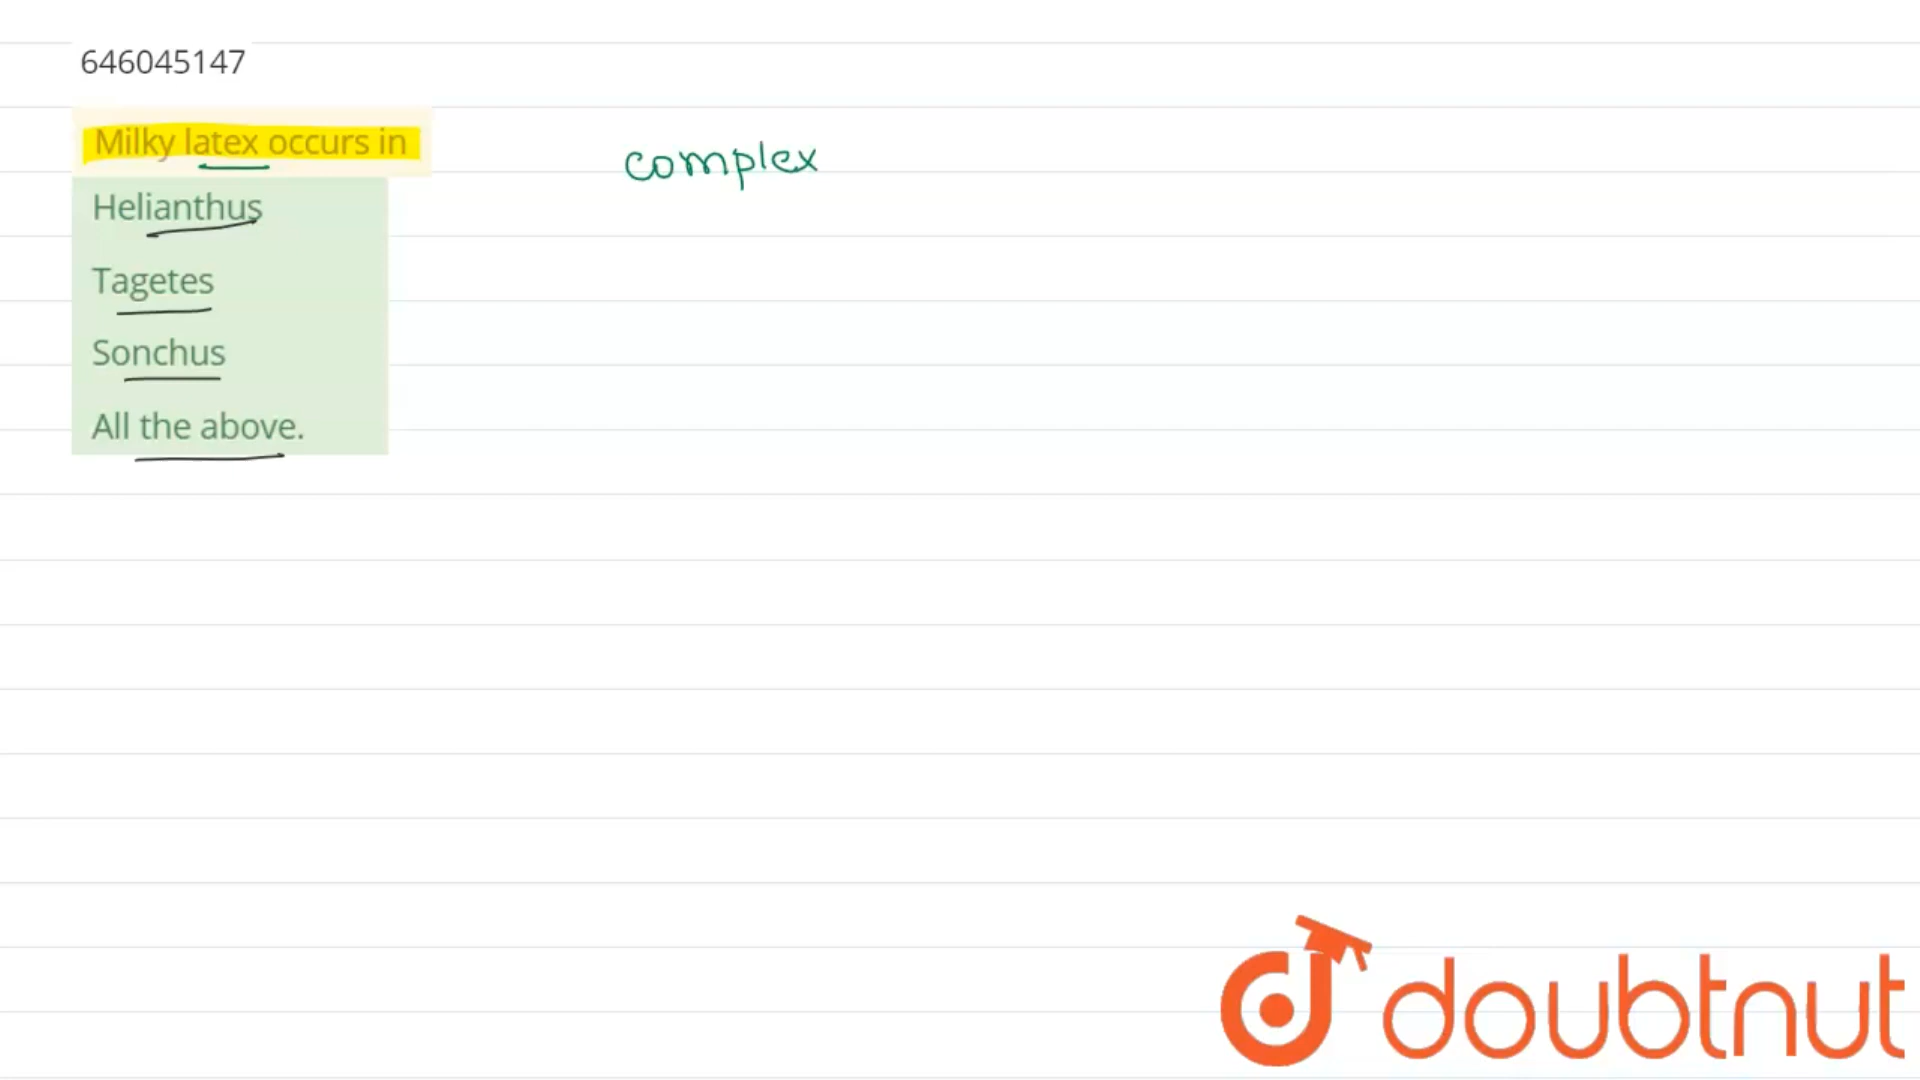 646045147
Milky latex occurs in
complex
Helianthus
Tagetes
Sonchus
All the above.
doubtnut